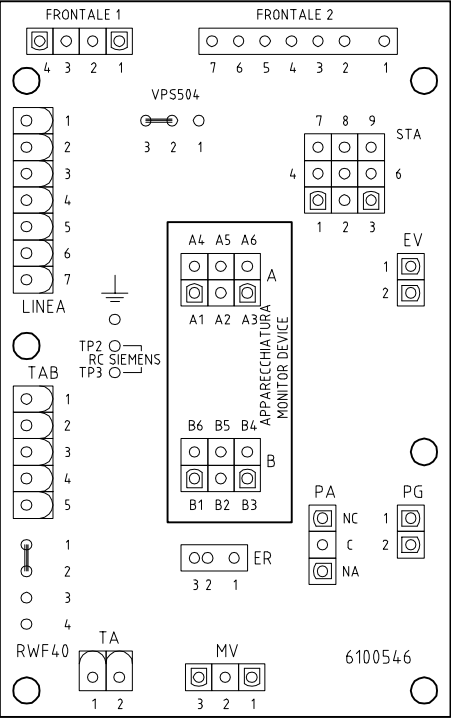 FRONTALE 1
FRONTALE 2
4 3 2 1
7 6 5 4 3 2 1
VPS504
3 2 1
7 8 9
STA
4 6
1 2 3
1
2
3
4
5
6
7
LINEA
EV
1
2
A4 A5 A6
A
A1 A2 A3
APPARECCHIATURA
MONITOR DEVICE
TP2
RC SIEMENS
TP3
TAB
1
2
3
4
5
B6 B5 B4
B
B1 B2 B3
PA
NC
C
NA
PG
1
2
1
2
3
4
RWF40
ER
3 2 1
TA
1 2
MV
3 2 1
6100546